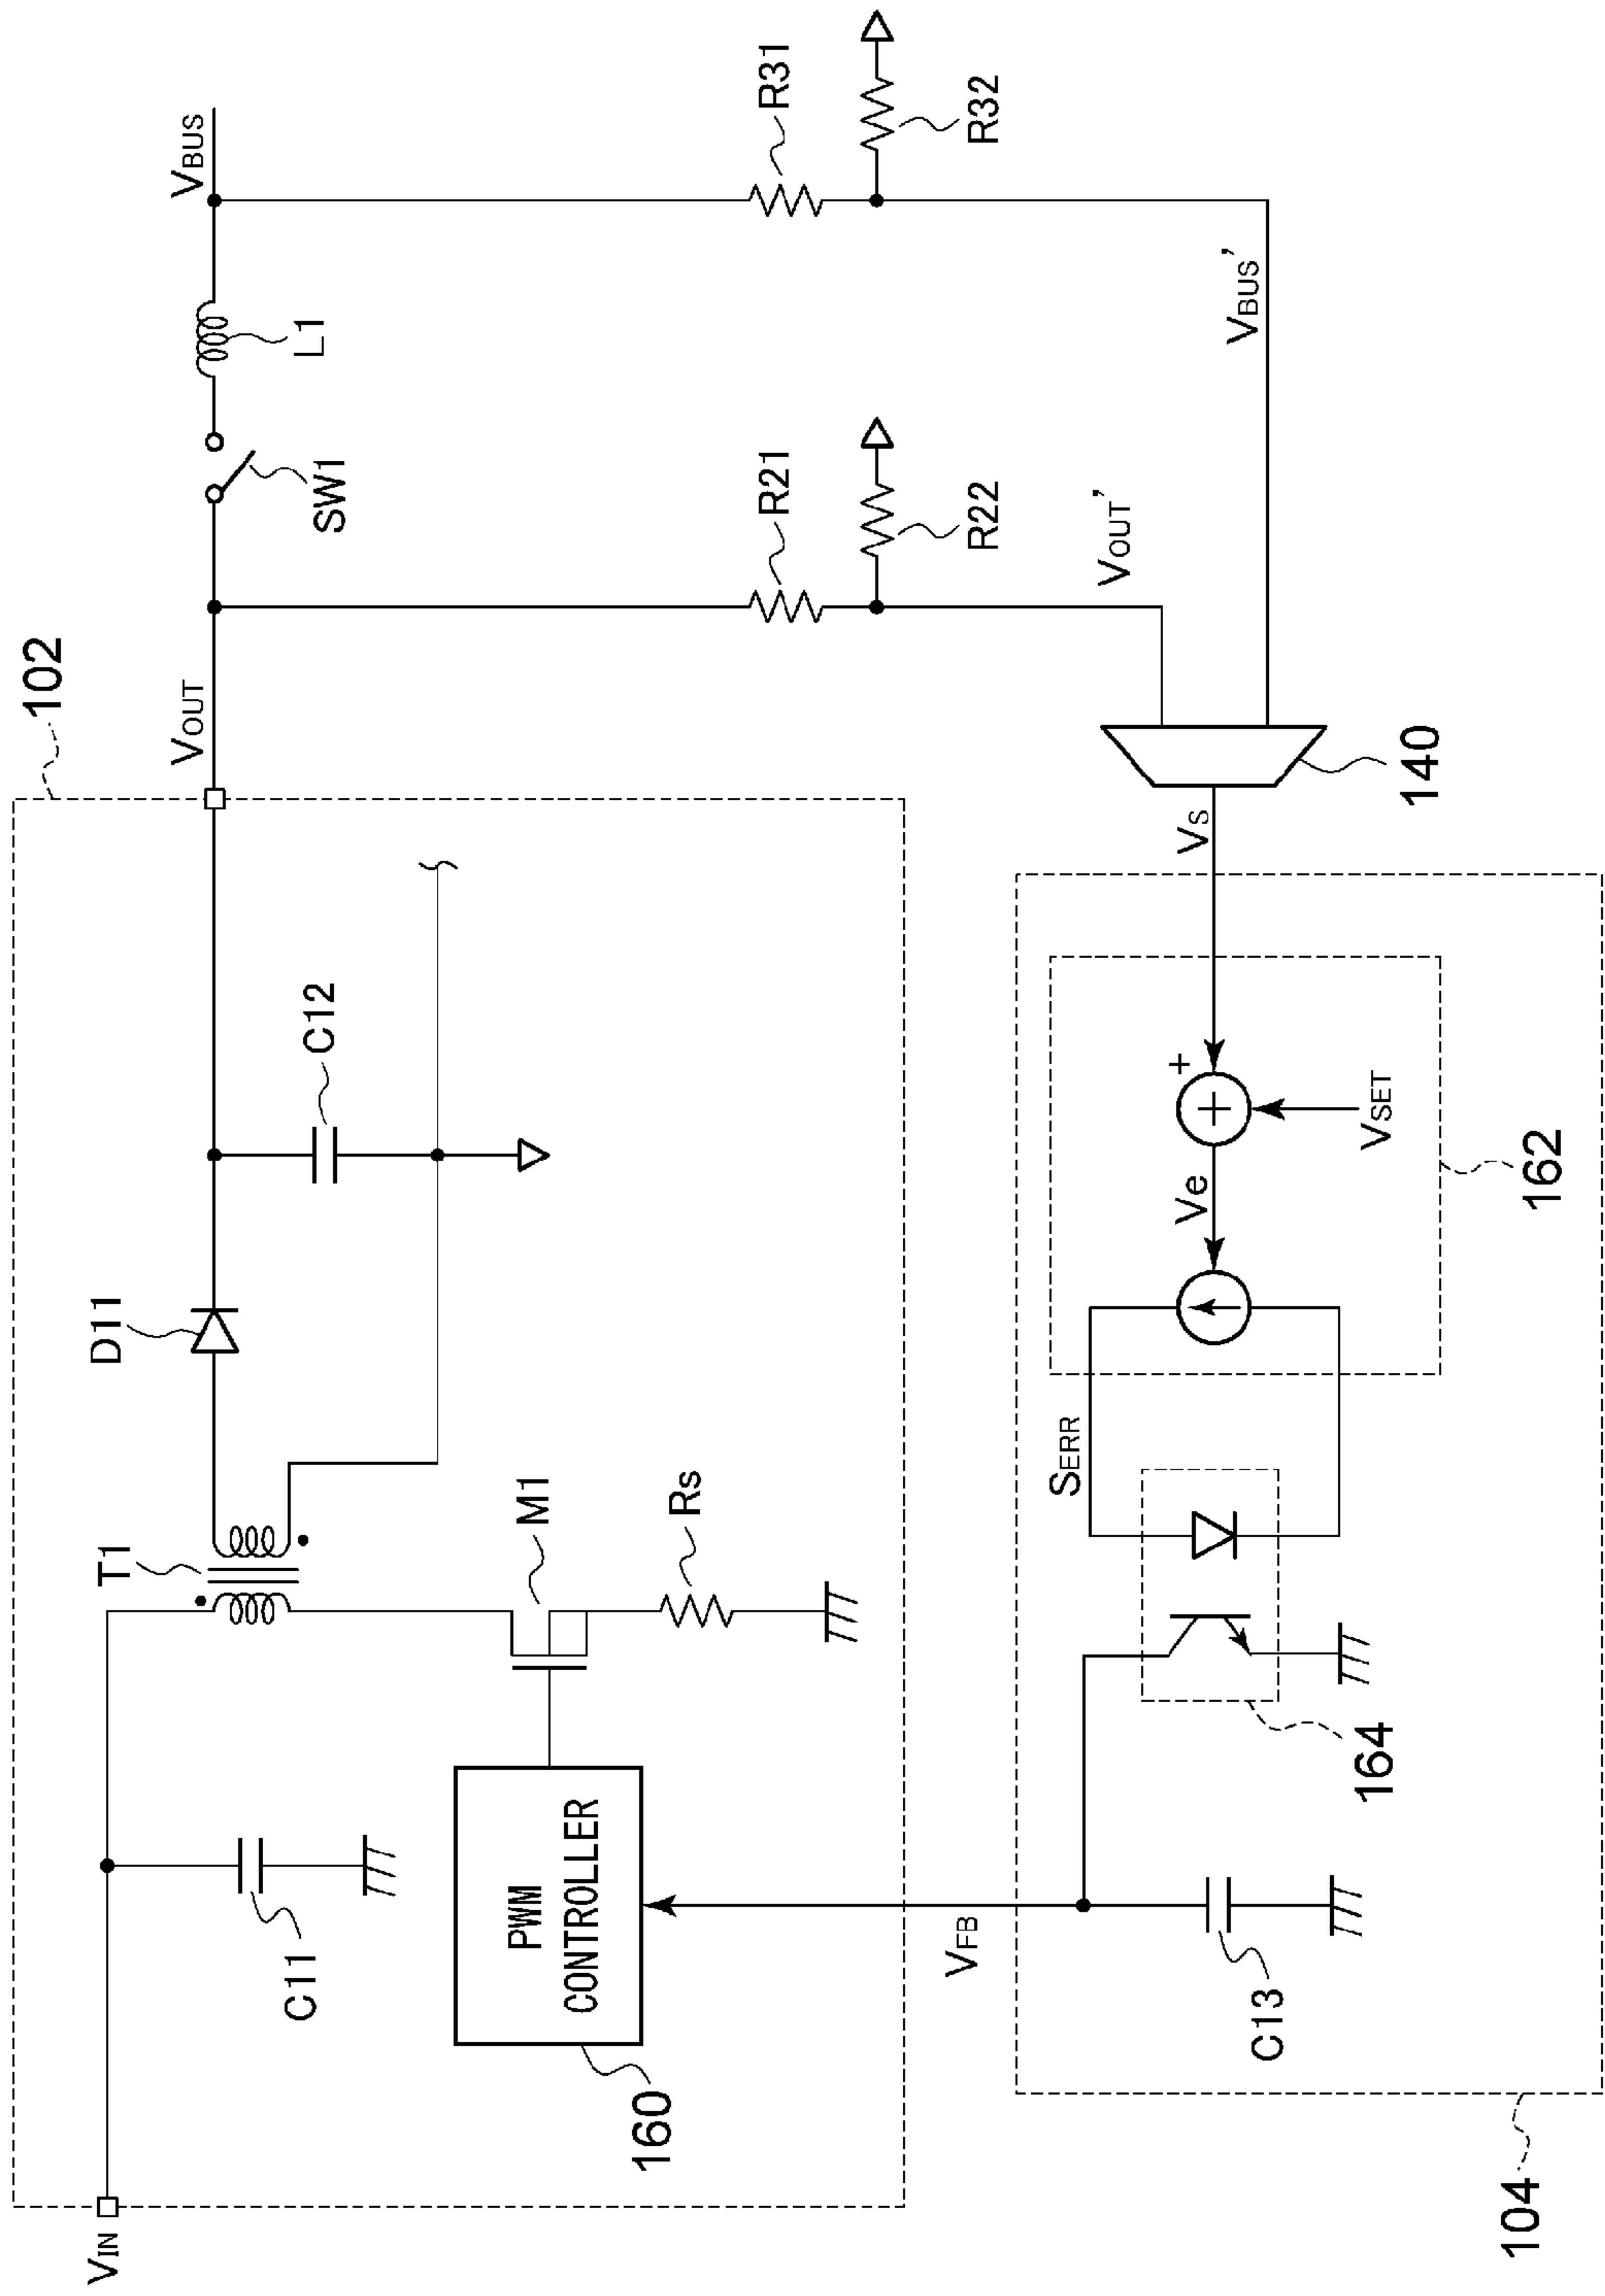 102
VIN
C11
T1
D11
C12
VOUT
SW1
L1
VBUS
PWM
CONTROLLER
160
M1
Rs
R21
R22
R31
R32
VFB
SERR
Ve
+
VS
VOUT'
VBUS'
C13
164
VSET
162
140
104